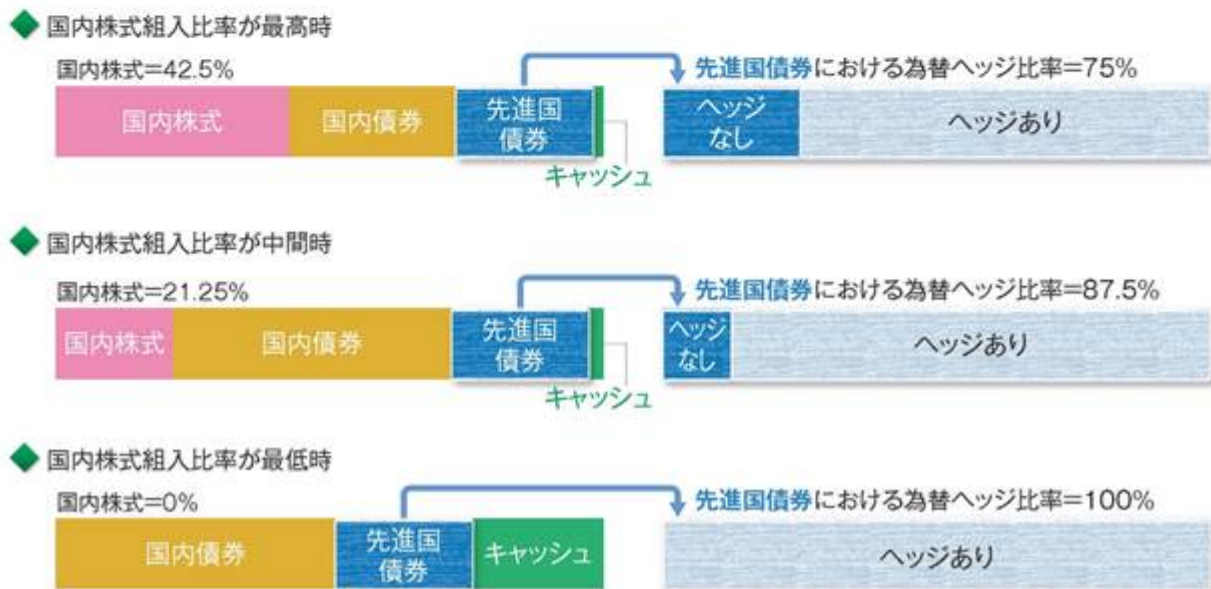 国内株式組入比率が最高時
国内株式=42.5%
先進国債券における為替ヘッジ比率=75%
国内株式
国内債券
先進国
債券
キャッシュ
ヘッジ
なし
ヘッジあり
国内株式組入比率が中間時
国内株式=21.25%
先進国債券における為替ヘッジ比率=87.5%
国内株式
国内債券
先進国
債券
キャッシュ
ヘッジ
なし
ヘッジあり
国内株式組入比率が最低時
国内株式=0%
先進国債券における為替ヘッジ比率=100%
国内債券
先進国
債券
キャッシュ
ヘッジあり